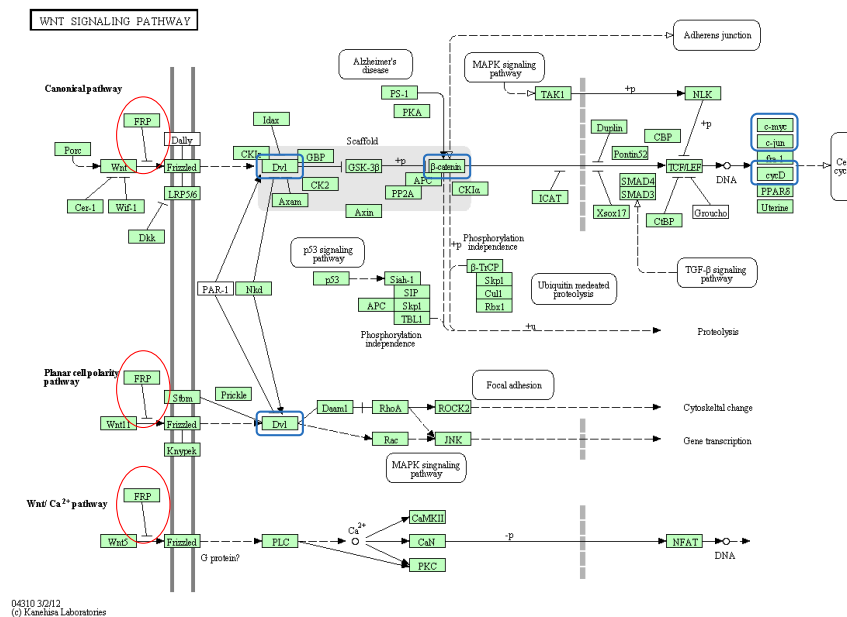 WNT SIGNALING PATHWAY
Alzheimer's
disease
Adherens junction
MAPK signaling
pathway
Canonical pathway
FRP
Idax
PS-1
PKA
TAK1
+p
NLK
Dally
Scaffold
Duplin
CBP
+p
c-myc
c-jun
fra-1
Porc
Wnt
Frizzled
CKIε
GBP
Dvl
GSK-3β
+p
β-catenin
Pontin52
TCF/LEF
DNA
cycD
Ce
cyc
LRP5/6
CK2
APC
PP2A
CKIα
ICAT
SMAD4
SMAD3
PPARδ
Uterine
Cer-1
Wif-1
Axam
Axin
Xsox17
CtBP
Groucho
Dkk
p53 signaling
pathway
+p
Phosphorylation
independence
β-TrCP
Skp1
Cul1
Rbx1
Ubiquitin mediated
proteolysis
TGF-β signaling
pathway
PAR-1
Nkd
p53
Siah-1
SIP
APC
Skp1
TBL1
Phosphorylation
independence
+u
Proteolysis
Planar cell polarity
pathway
FRP
Stbm
Prickle
Focal adhesion
Daam1
RhoA
ROCK2
Cytoskeltal change
Wnt11
Frizzled
Dvl
Rac
JNK
Gene transcription
Knypek
MAPK singnaling
pathway
Wnt/ Ca2+ pathway
FRP
Ca2+
CaMKII
Wnt5
Frizzled
G protein?
PLC
CaN
-p
NFAT
DNA
PKC
04310 3/2/12
(c) Kanehisa Laboratories